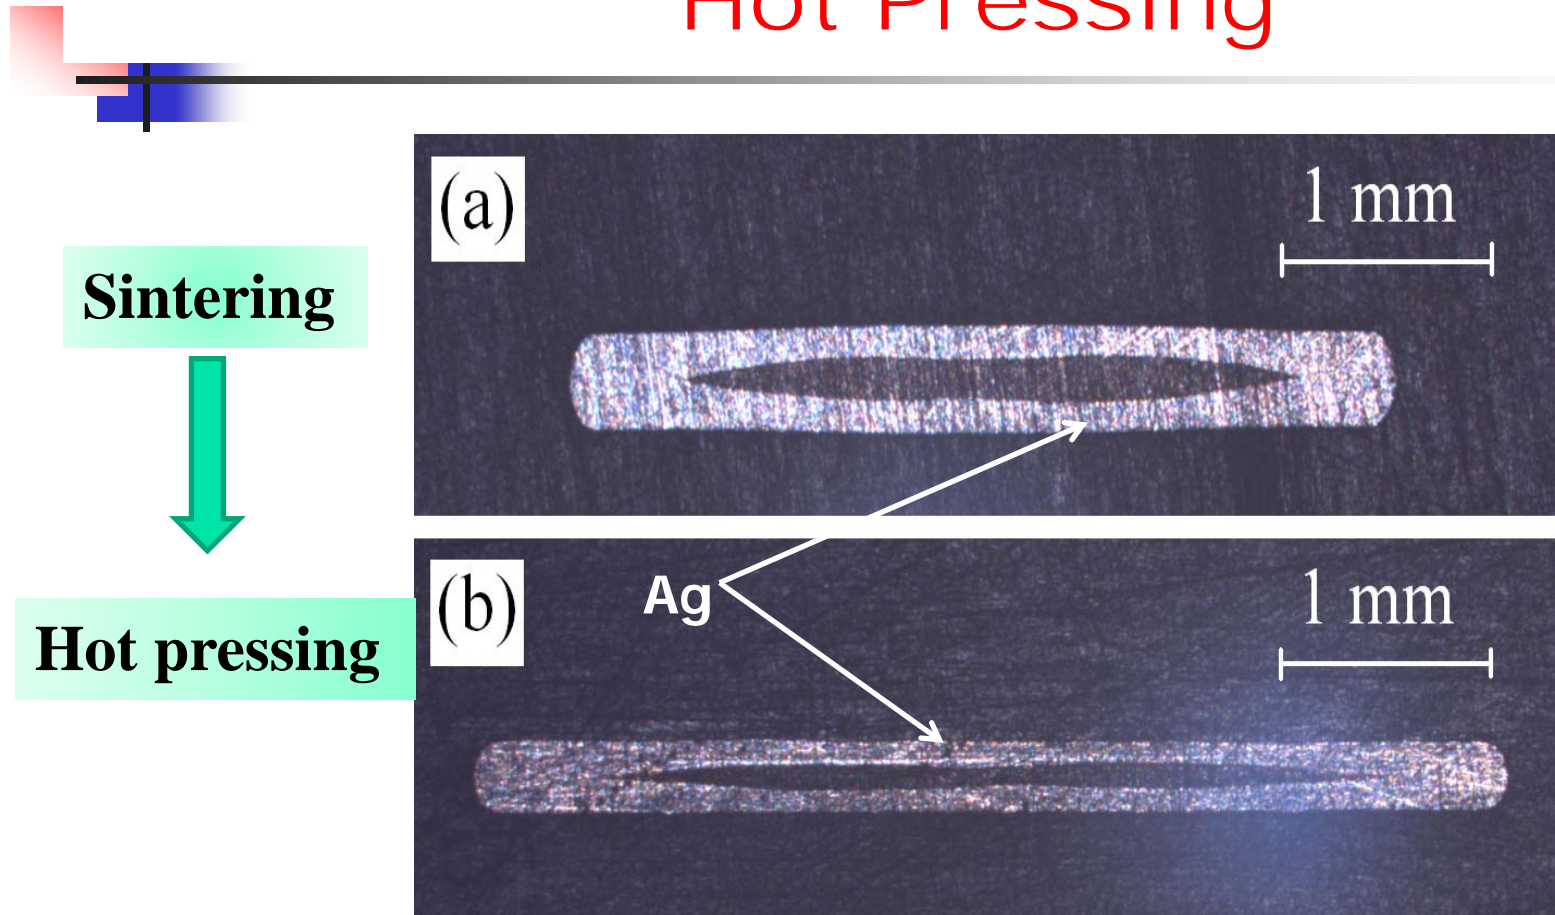 Hot Pressing
(a)
1 mm
Sintering
Ag
(b)
1 mm
Hot pressing